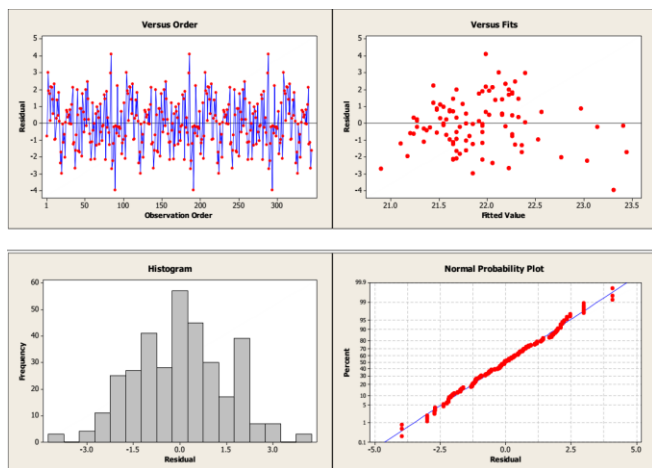 Versus Order
5
4
3
2
1
0
-1
-2
-3
-4
Residual
1 50 100 150 200 250 300
Observation Order
Versus Fits
5
4
3
2
1
0
-1
-2
-3
-4
Residual
21.0 21.5 22.0 22.5 23.0 23.5
Fitted Value
Histogram
60
50
40
30
20
10
0
Frequency
-3.0 -1.5 0.0 1.5 3.0
Residual
Normal Probability Plot
99.9
99
95
90
80
70
60
50
40
30
20
10
5
1
0.1
Percent
-5.0 -2.5 0.0 2.5 5.0
Residual